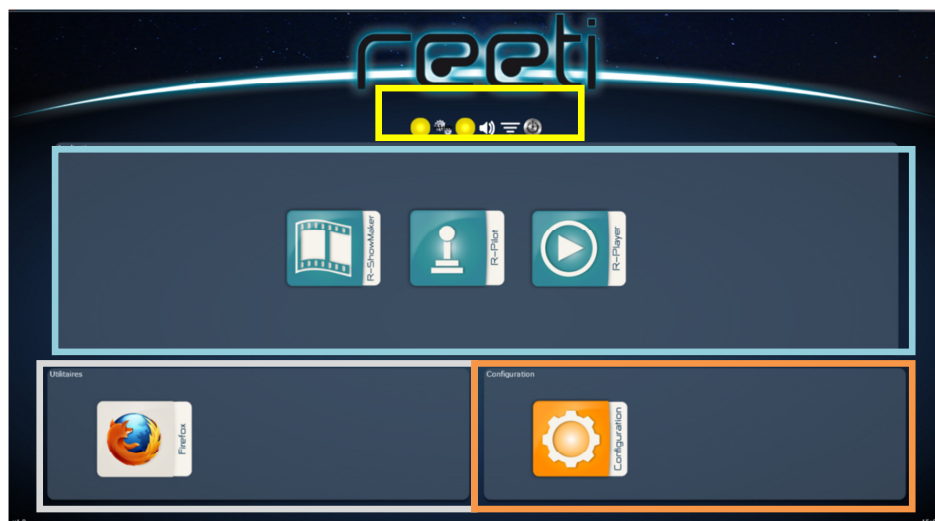 reeti
R-ShowMaker
R-Pilot
R-Player
Utilitaires
Configuration
Firefox
Configuration